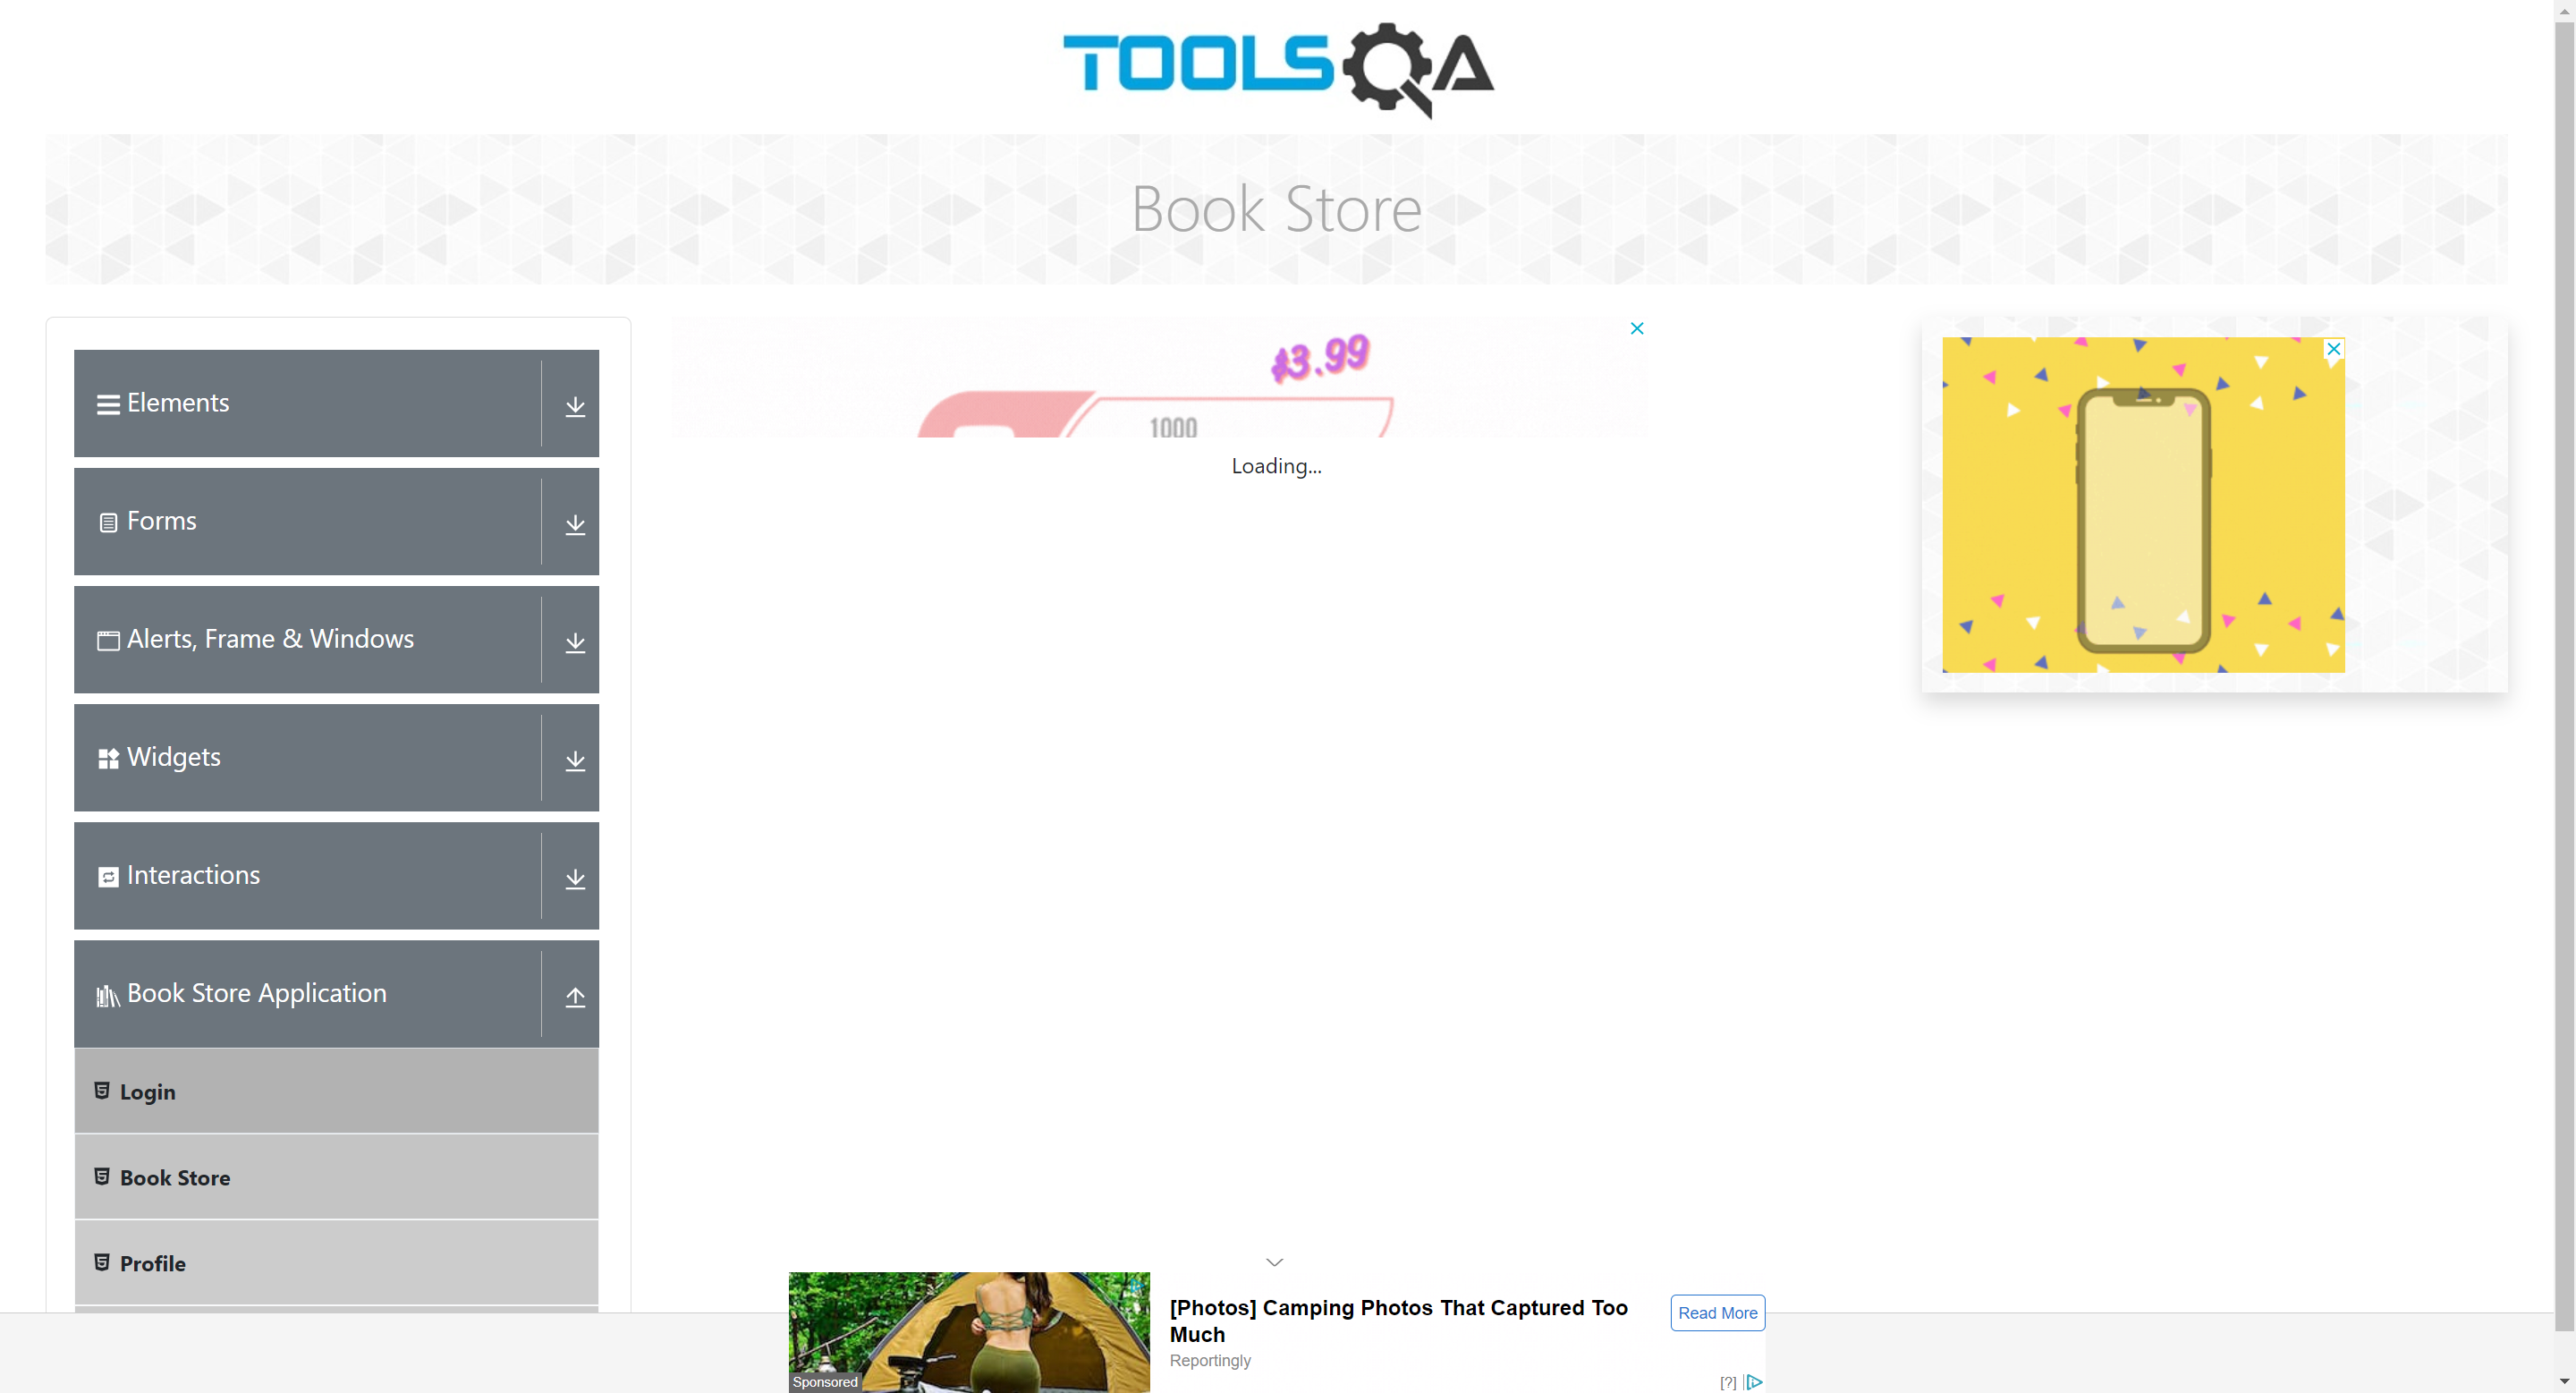 TOOLSQA
Book Store
Elements
Forms
Alerts, Frame & Windows
Widgets
Interactions
Book Store Application
Login
Book Store
Profile
$3.99
1000
Loading...
[Photos] Camping Photos That Captured Too
Much
Reportingly
Read More
Sponsored
[?]